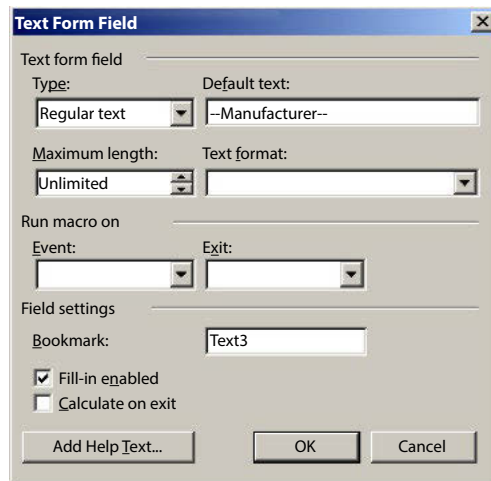 Text Form Field
Text form field
Type: Default text:
Regular text --Manufacturer--
Maximum length: Text format:
Unlimited
Run macro on
Event: Exit:
Field settings
Bookmark: Text3
Fill-in enabled
Calculate on exit
Add Help Text... OK Cancel